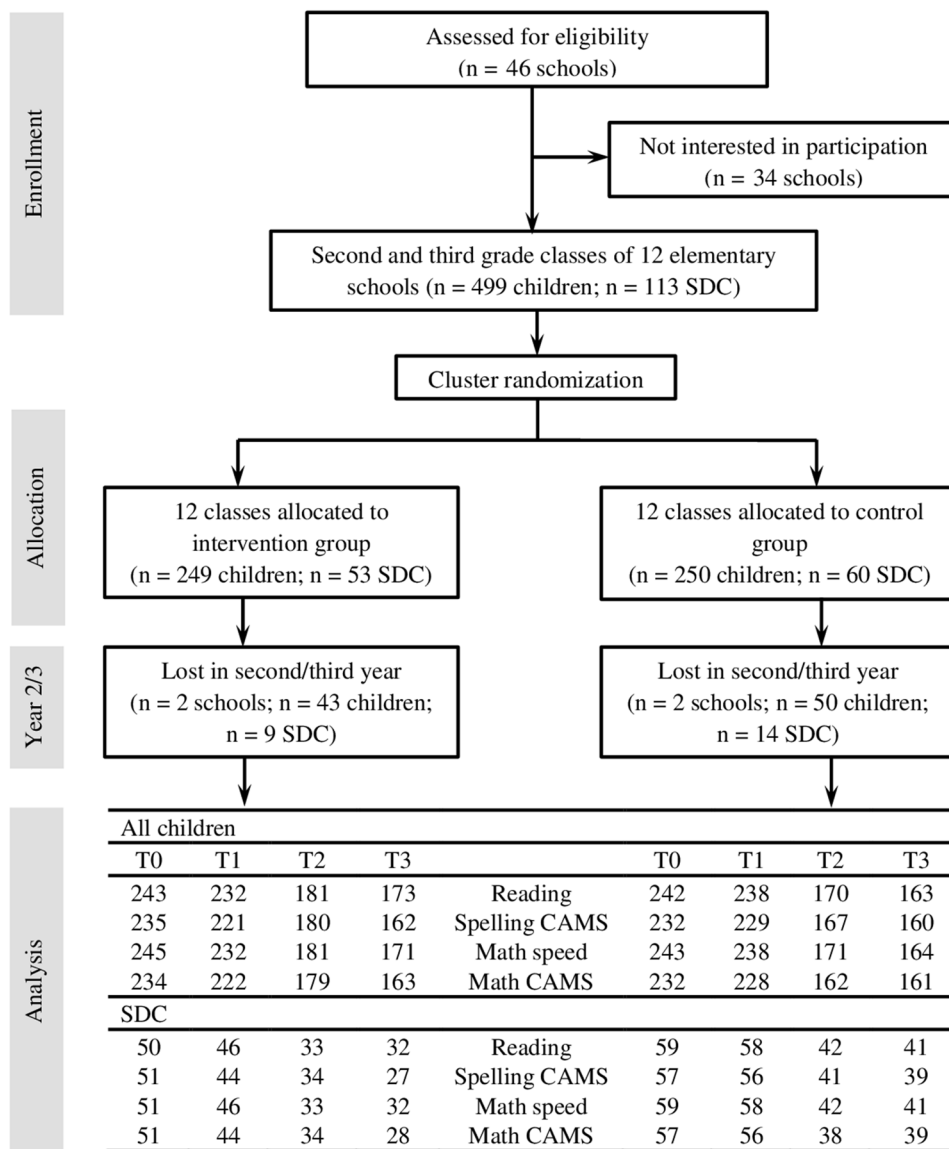 Enrollment
Assessed for eligibility
(n = 46 schools)
Not interested in participation
(n = 34 schools)
Second and third grade classes of 12 elementary
schools (n = 499 children; n = 113 SDC)
Cluster randomization
Allocation
12 classes allocated to
intervention group
(n = 249 children; n = 53 SDC)
12 classes allocated to control
group
(n = 250 children; n = 60 SDC)
Year 2/3
Lost in second/third year
(n = 2 schools; n = 43 children;
n = 9 SDC)
Lost in second/third year
(n = 2 schools; n = 50 children;
n = 14 SDC)
Analysis
All children
T0 T1 T2 T3 T0 T1 T2 T3
243 232 181 173 Reading 242 238 170 163
235 221 180 162 Spelling CAMS 232 229 167 160
245 232 181 171 Math speed 243 238 171 164
234 222 179 163 Math CAMS 232 228 162 161
SDC
50 46 33 32 Reading 59 58 42 41
51 44 34 27 Spelling CAMS 57 56 41 39
51 46 33 32 Math speed 59 58 42 41
51 44 34 28 Math CAMS 57 56 38 39